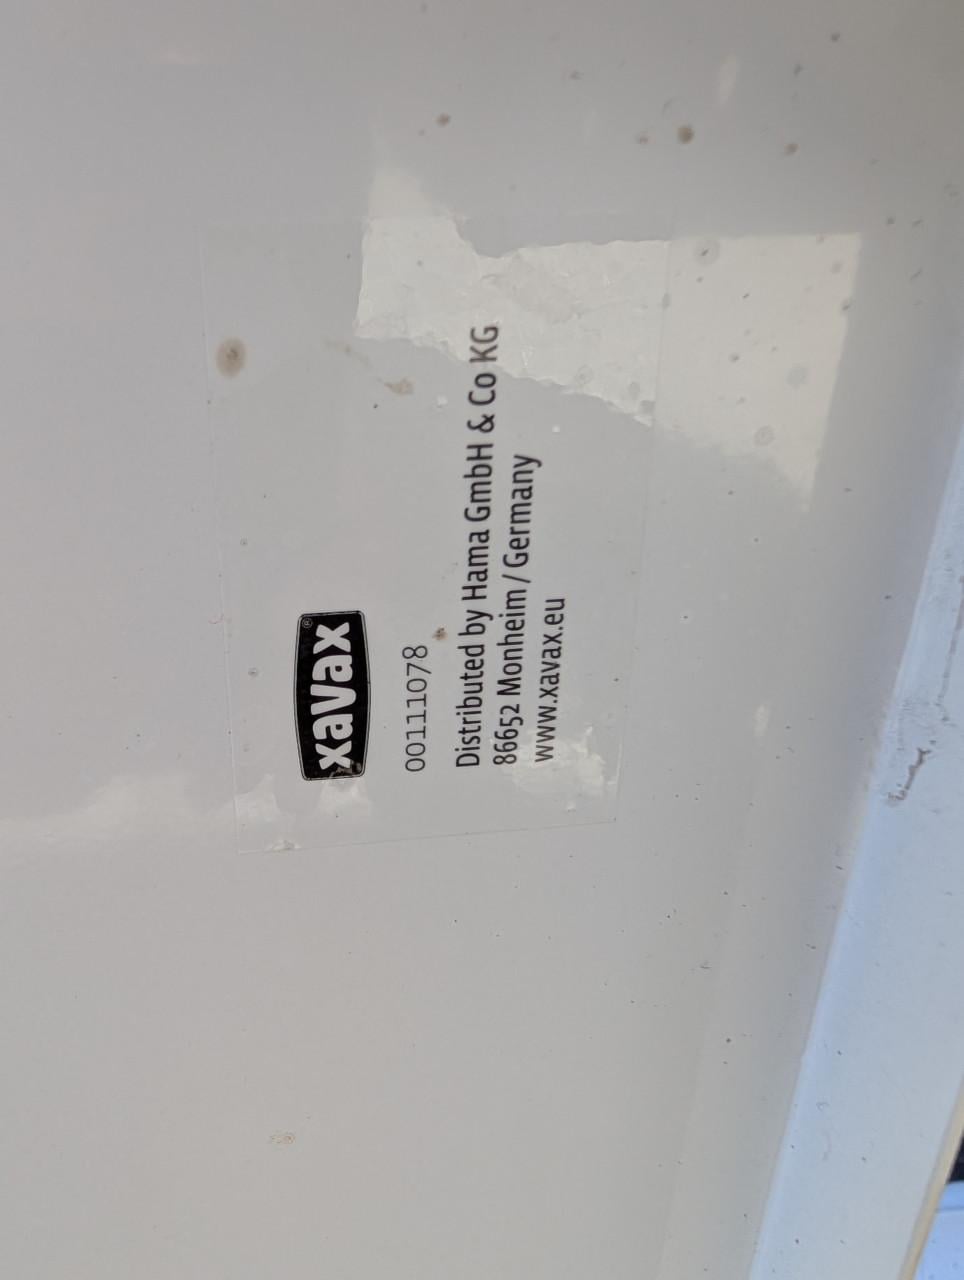 xavax®
00111078
Distributed by Hama GmbH & Co KG
86652 Monheim / Germany
www.xavax.eu